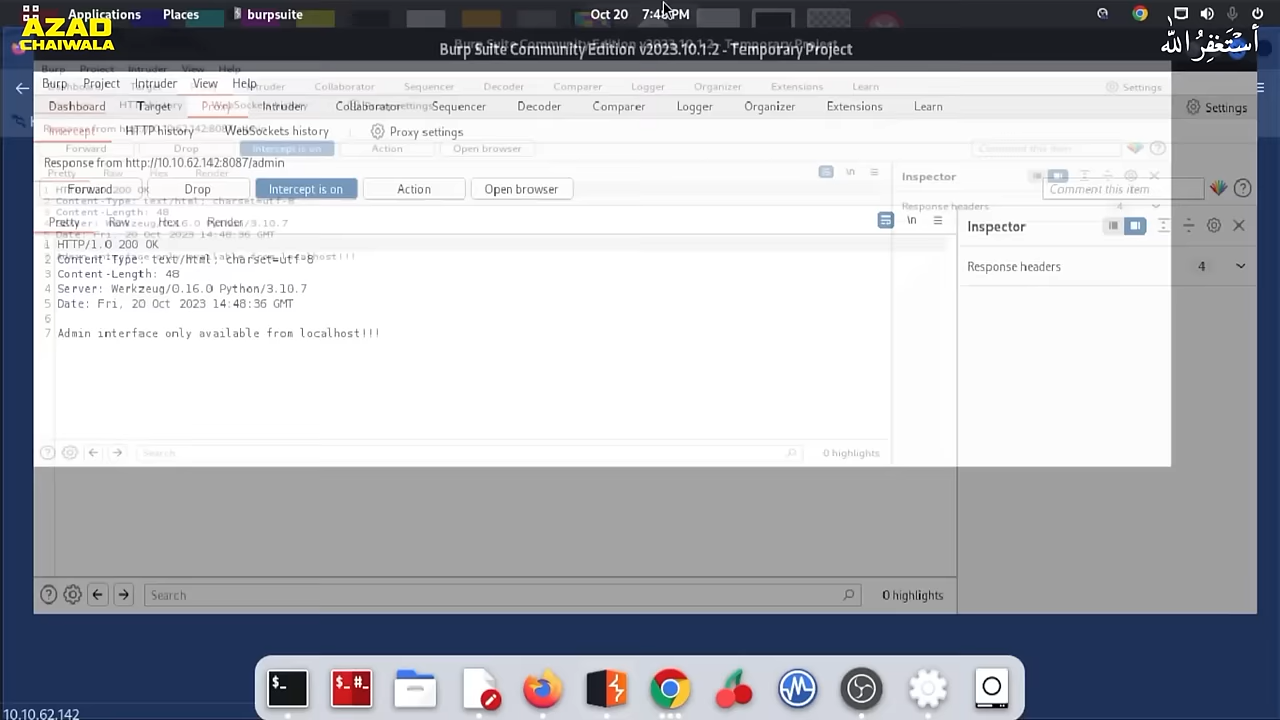 Applications Places burpsuite Oct 20 7:48 PM
AZAD
CHAIWALA
أستغفر الله
Burp Suite Community Edition v2023.10.1.2 - Temporary Project
Burp Project Intruder View Help
Dashboard Target Proxy Intruder Collaborator Sequencer Decoder Comparer Logger Organizer Extensions Learn Settings
Intercept HTTP history WebSockets history Proxy settings
Response from http://10.10.62.142:8087/admin
Forward Drop Intercept is on Action Open browser Comment this item
Pretty Raw Hex Render \n Inspector
1 HTTP/1.0 200 OK
2 Content-Type: text/html; charset=utf-8
3 Content-Length: 48
4 Server: Werkzeug/0.16.0 Python/3.10.7
5 Date: Fri, 20 Oct 2023 14:48:36 GMT
6
7 Admin interface only available from localhost!!!
Response headers 4
Search 0 highlights
Search 0 highlights
10.10.62.142